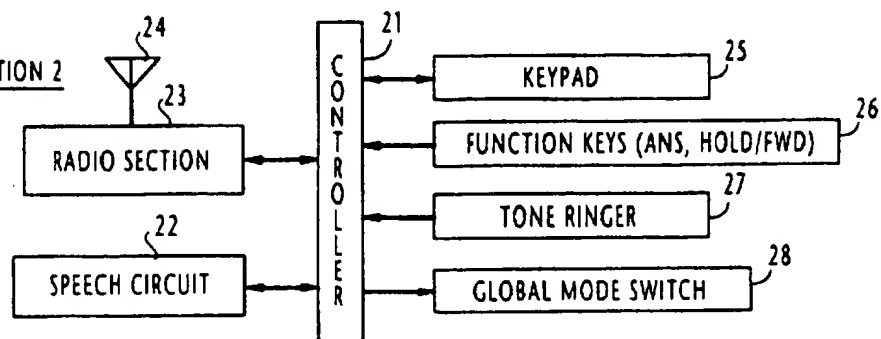 TION 2
24
23
RADIO SECTION
22
SPEECH CIRCUIT
21
CONTROLLER
25
KEYPAD
26
FUNCTION KEYS (ANS, HOLD/FWD)
27
TONE RINGER
28
GLOBAL MODE SWITCH